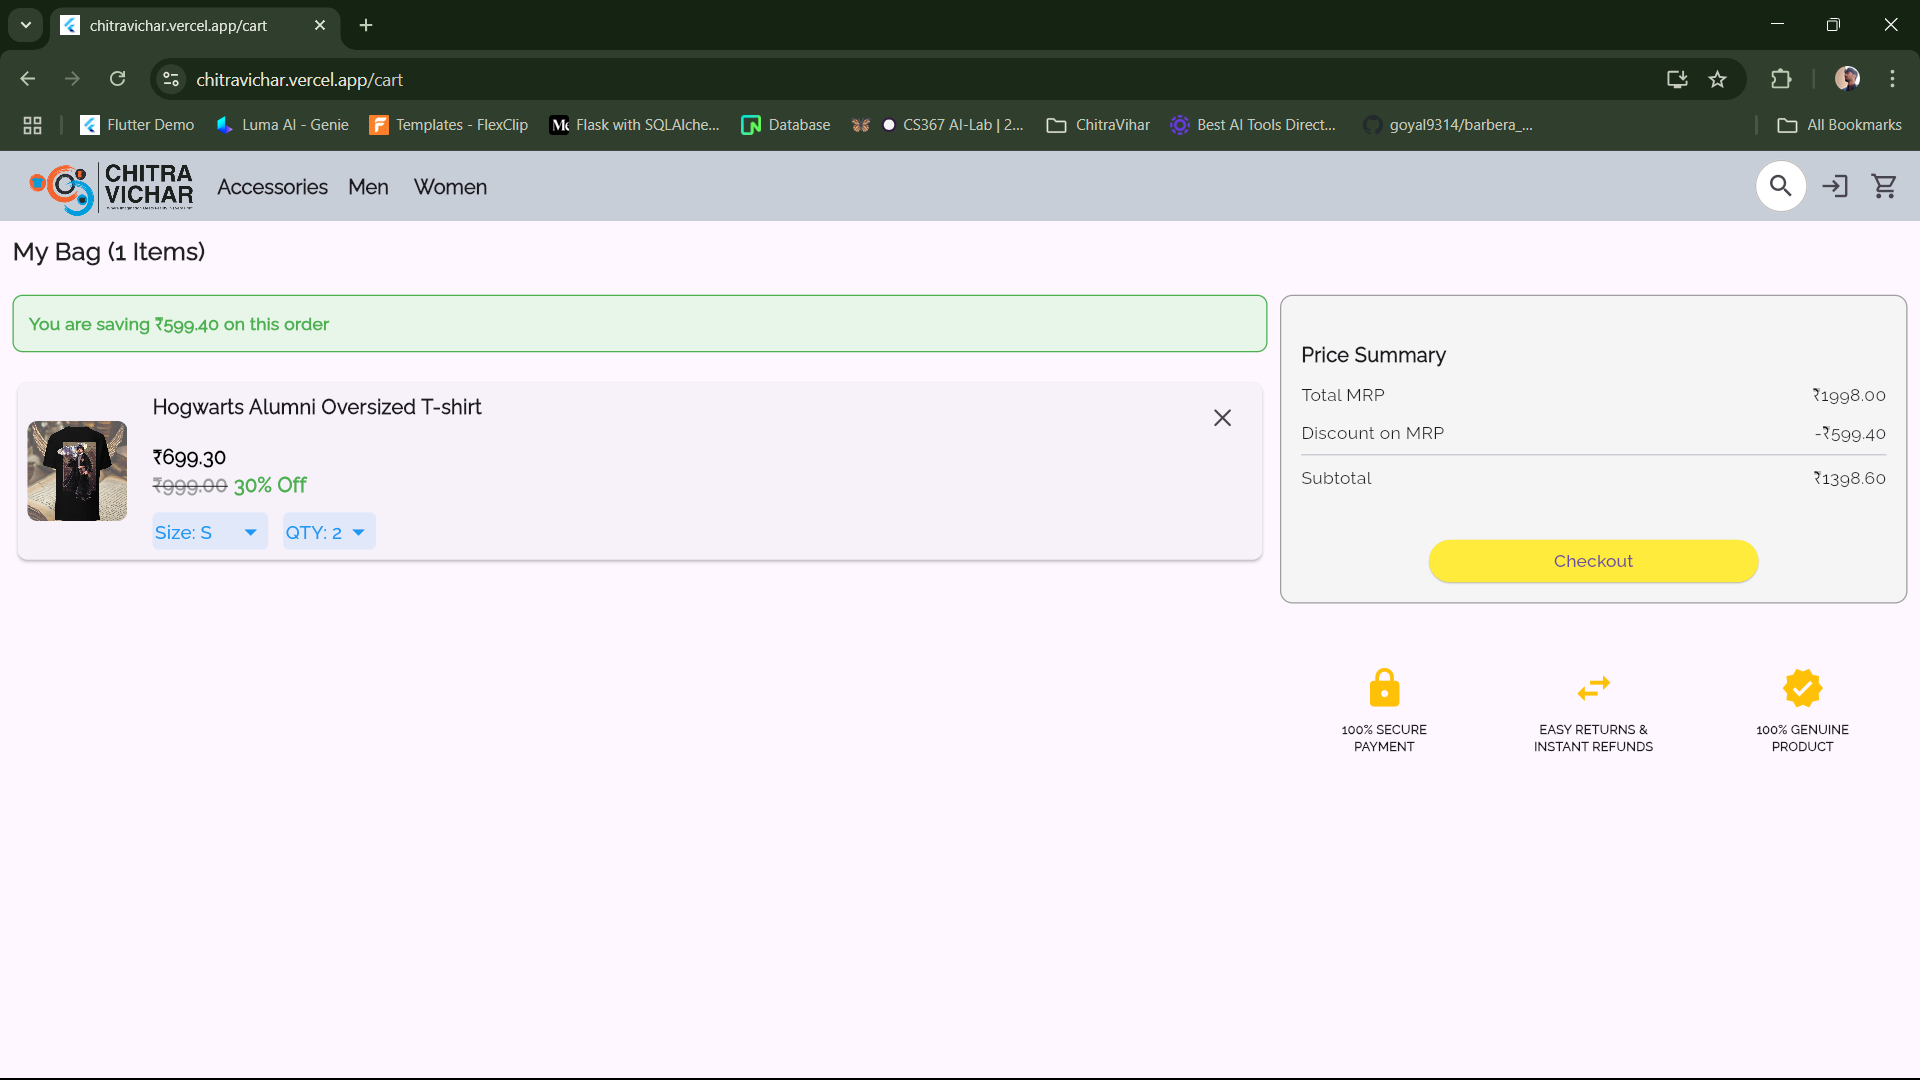 chitravichar.vercel.app/cart
chitravichar.vercel.app/cart
Flutter Demo
Luma AI - Genie
Templates - FlexClip
Flask with SQLAlche...
Database
CS367 AI-Lab | 2...
ChitraVihar
Best AI Tools Direct...
goyal9314/barbera_...
All Bookmarks
CHITRA
VICHAR
Accessories
Men
Women
My Bag (1 Items)
You are saving ₹599.40 on this order
Hogwarts Alumni Oversized T-shirt
₹699.30
₹999.00 30% Off
Size: S
QTY: 2
Price Summary
Total MRP ₹1998.00
Discount on MRP -₹599.40
Subtotal ₹1398.60
Checkout
100% SECURE
PAYMENT
EASY RETURNS &
INSTANT REFUNDS
100% GENUINE
PRODUCT